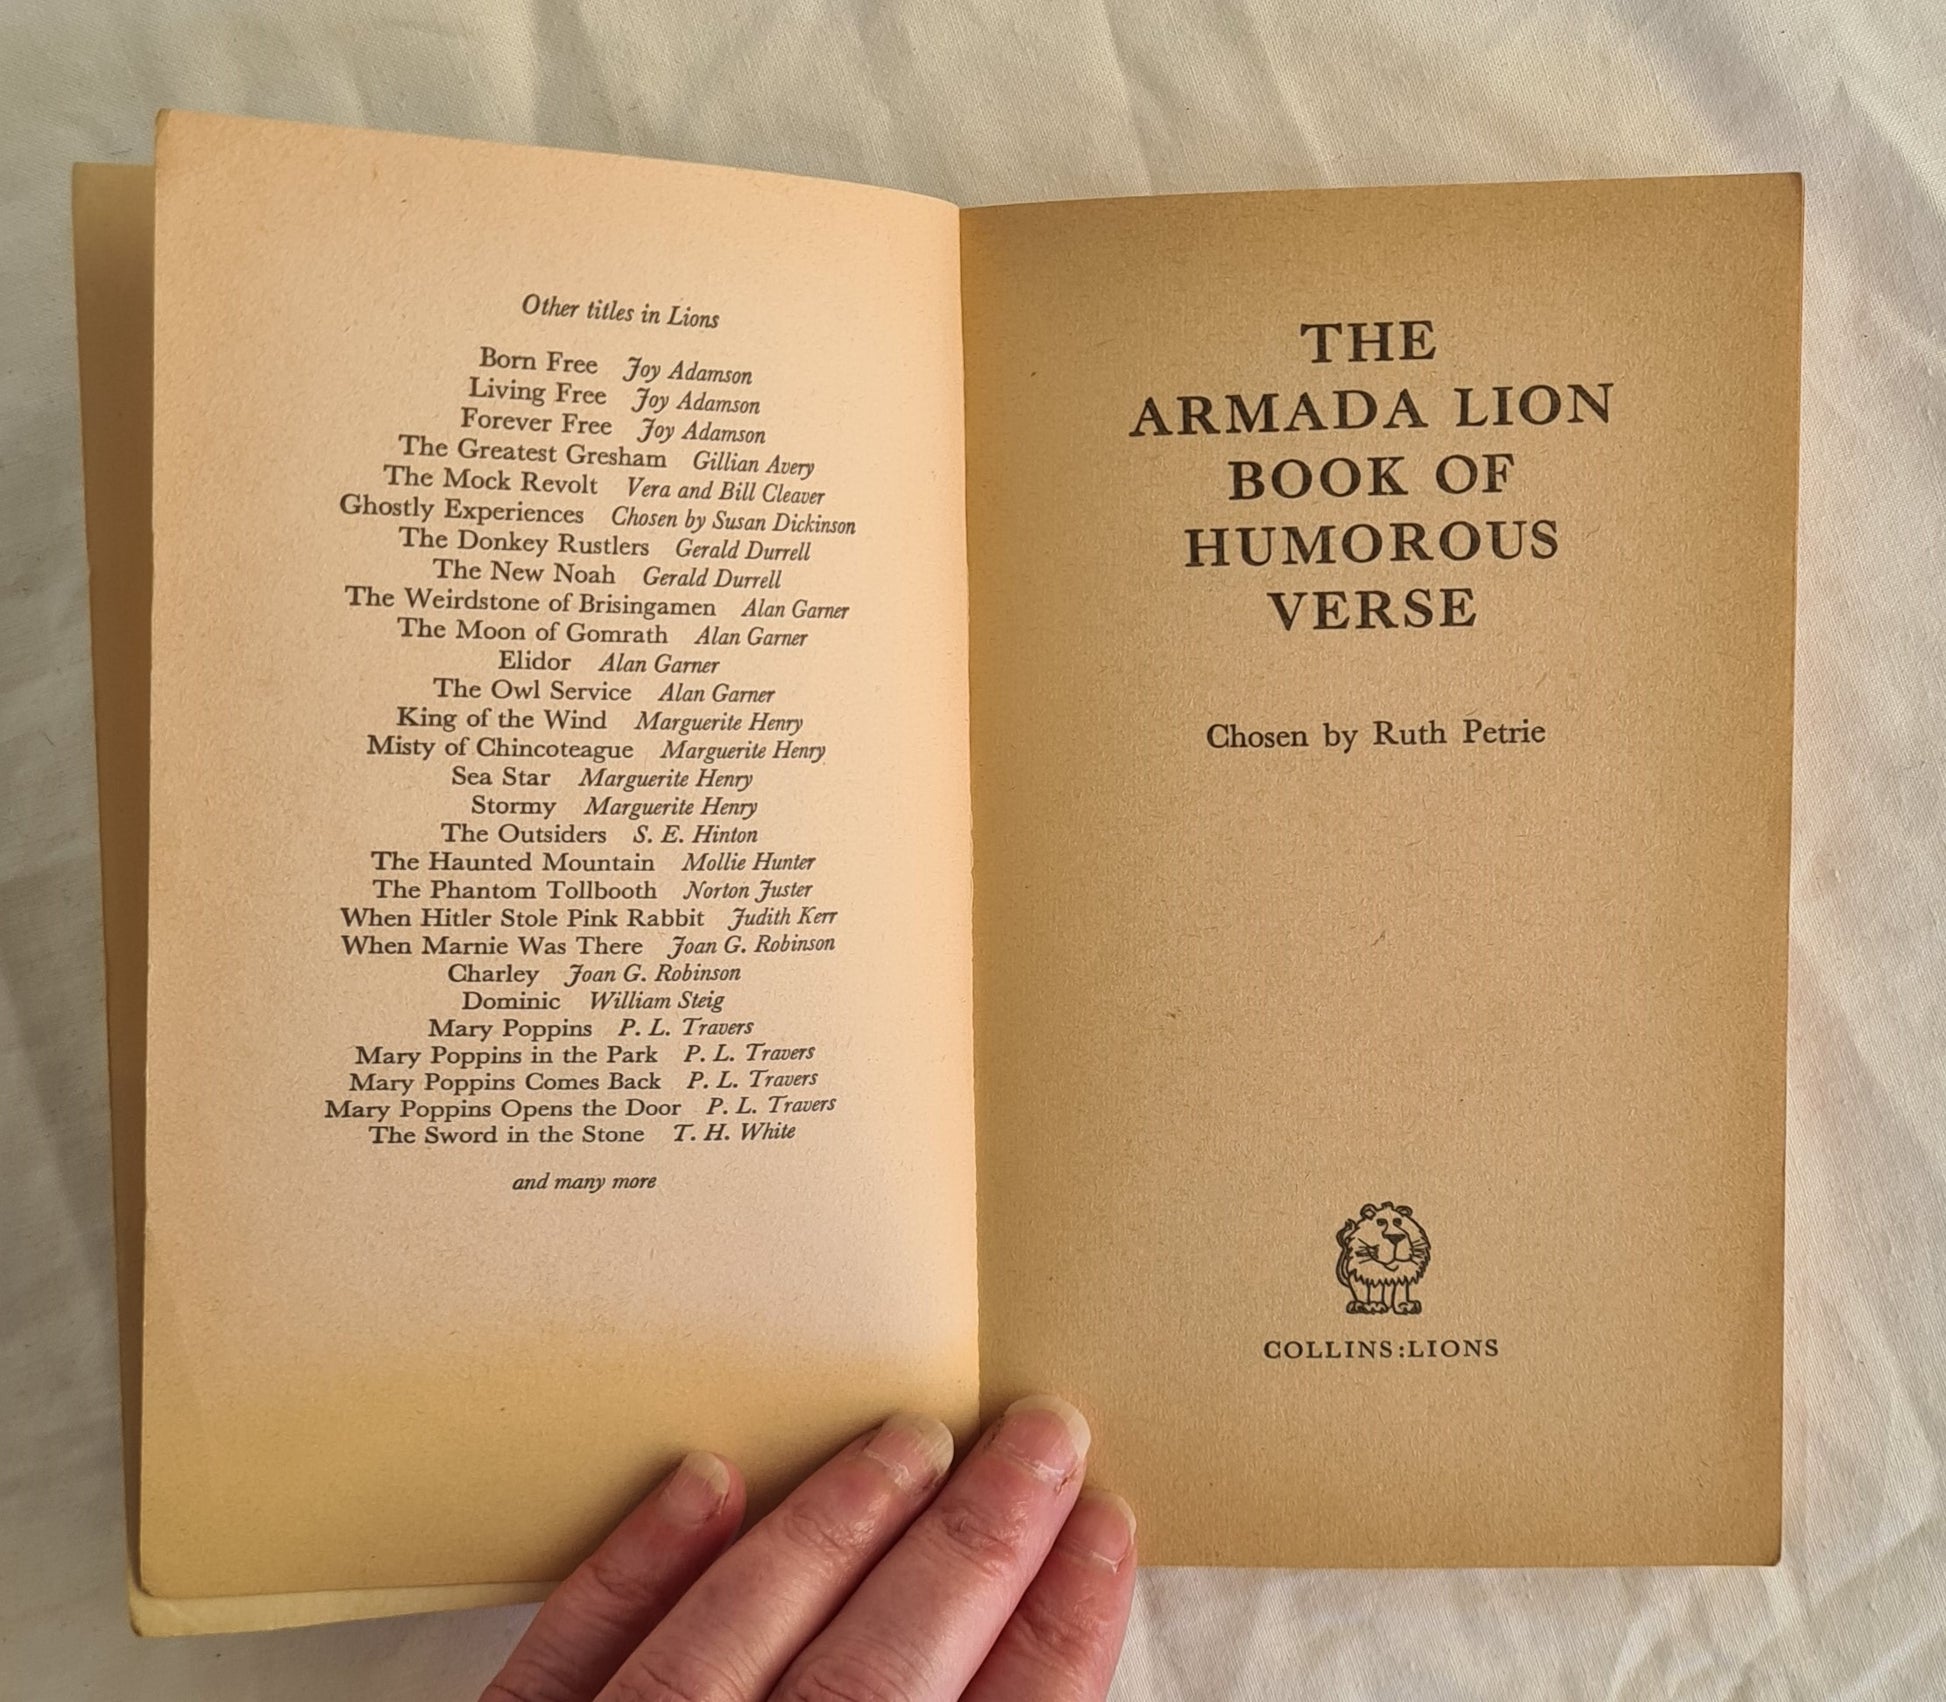 Other titles in Lions
Born Free Joy Adamson
Living Free Joy Adamson
Forever Free Joy Adamson
The Greatest Gresham Gillian Avery
The Mock Revolt Vera and Bill Cleaver
Ghostly Experiences Chosen by Susan Dickinson
The Donkey Rustlers Gerald Durrell
The New Noah Gerald Durrell
The Weirdstone of Brisingamen Alan Garner
The Moon of Gomrath Alan Garner
Elidor Alan Garner
The Owl Service Alan Garner
King of the Wind Marguerite Henry
Misty of Chincoteague Marguerite Henry
Sea Star Marguerite Henry
Stormy Marguerite Henry
The Outsiders S. E. Hinton
The Haunted Mountain Mollie Hunter
The Phantom Tollbooth Norton Juster
When Hitler Stole Pink Rabbit Judith Kerr
When Marnie Was There Joan G. Robinson
Charley Joan G. Robinson
Dominic William Steig
Mary Poppins P. L. Travers
Mary Poppins in the Park P. L. Travers
Mary Poppins Comes Back P. L. Travers
Mary Poppins Opens the Door P. L. Travers
The Sword in the Stone T. H. White
and many more
THE
ARMADA LION
BOOK OF
HUMOROUS
VERSE
Chosen by Ruth Petrie
COLLINS:LIONS